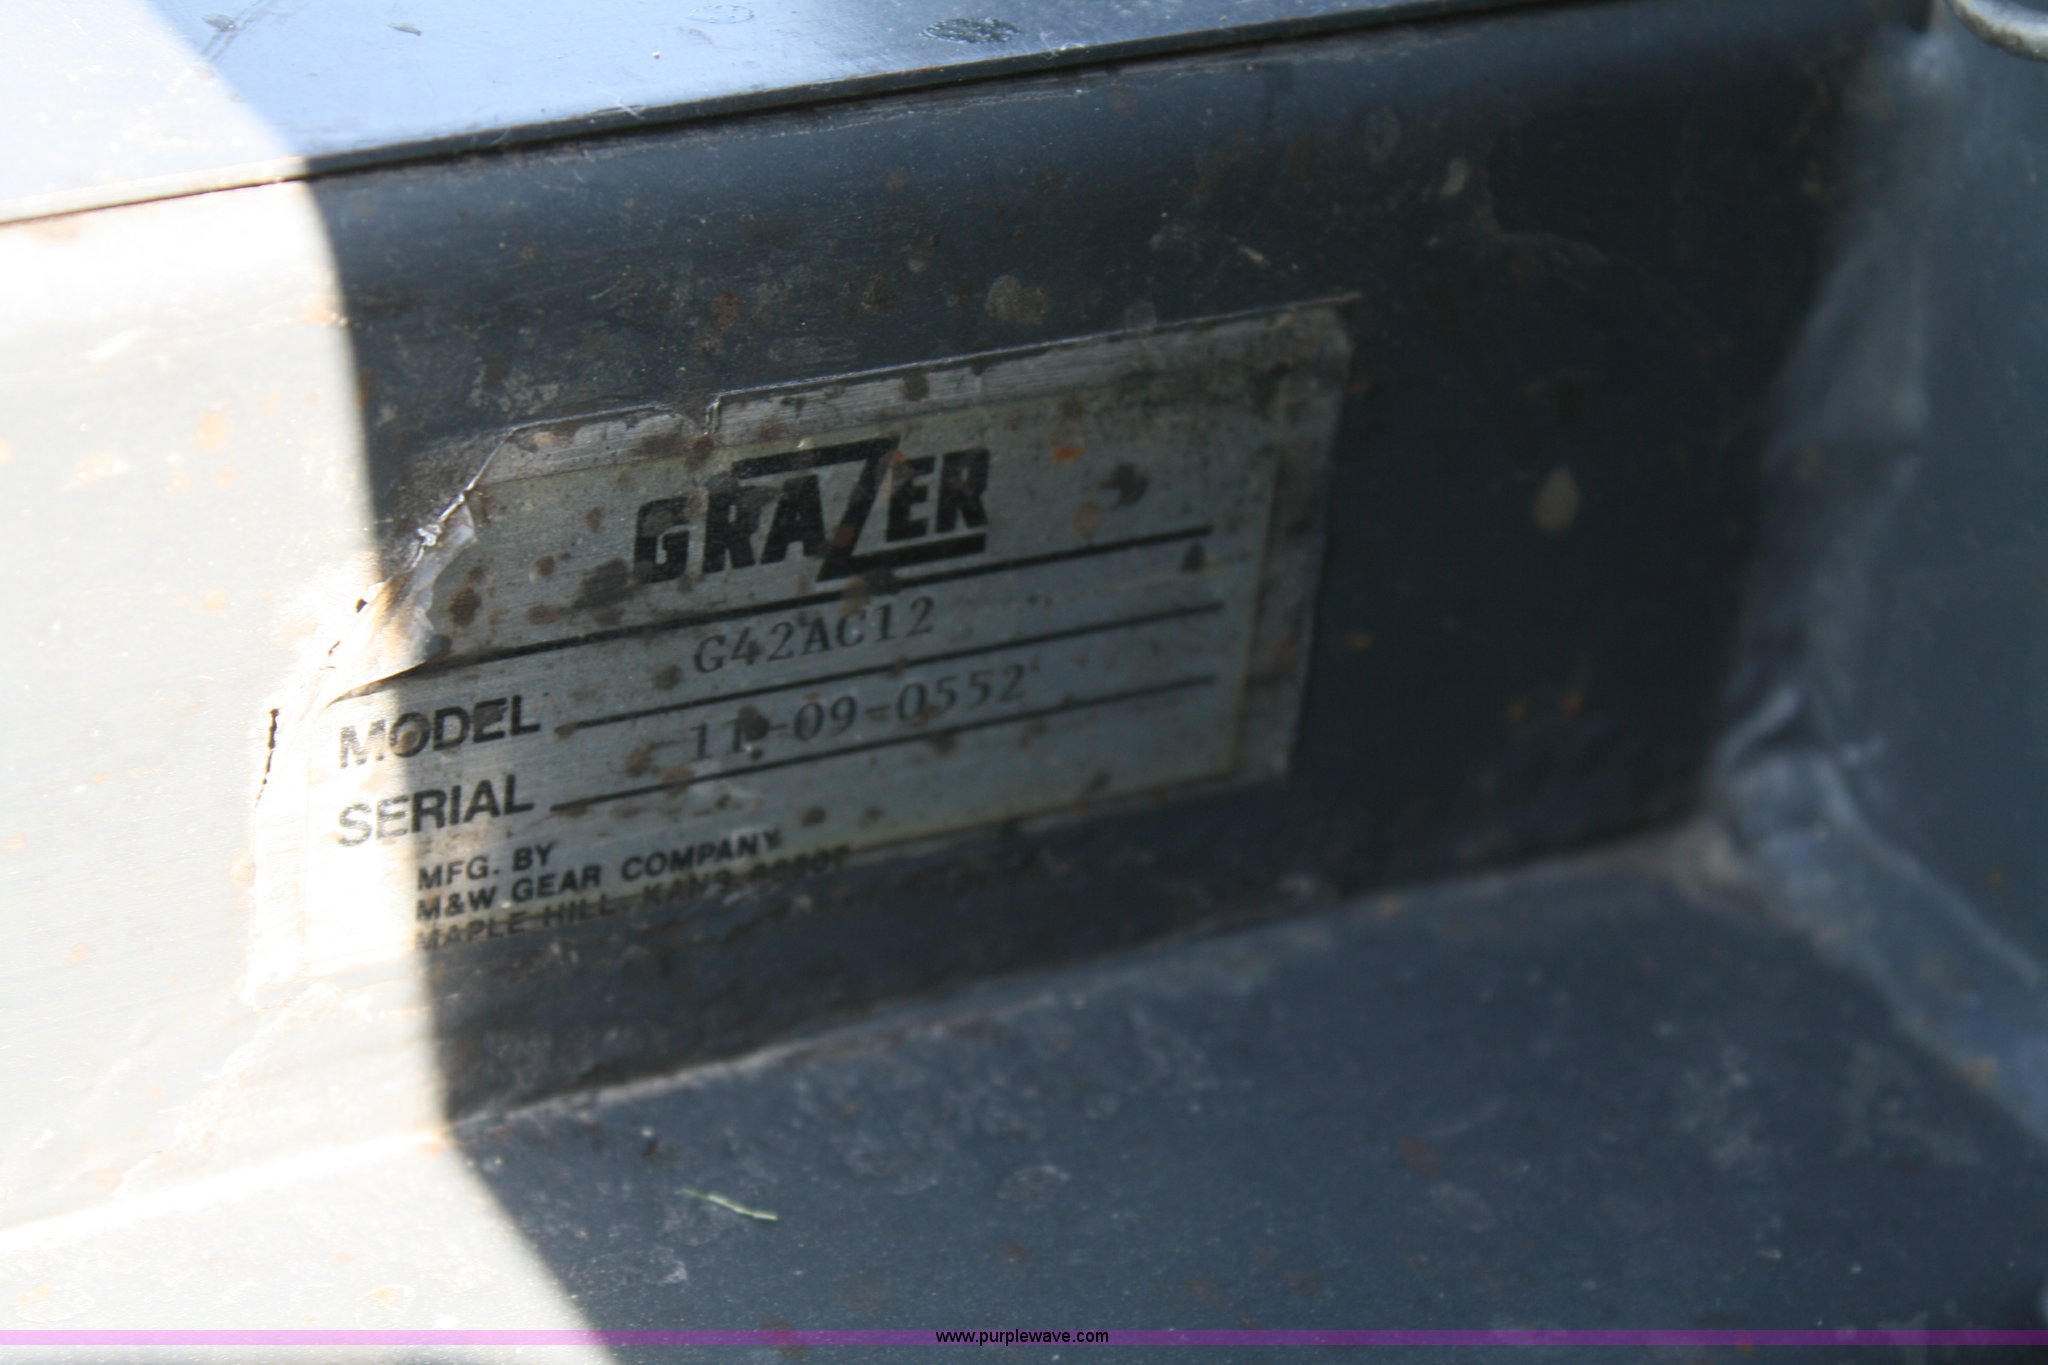 GRAZER
MODEL G42AC12
SERIAL 11-09-0552
MFG. BY
M&W GEAR COMPANY
MAPLE HILL, KANS
www.purplewave.com